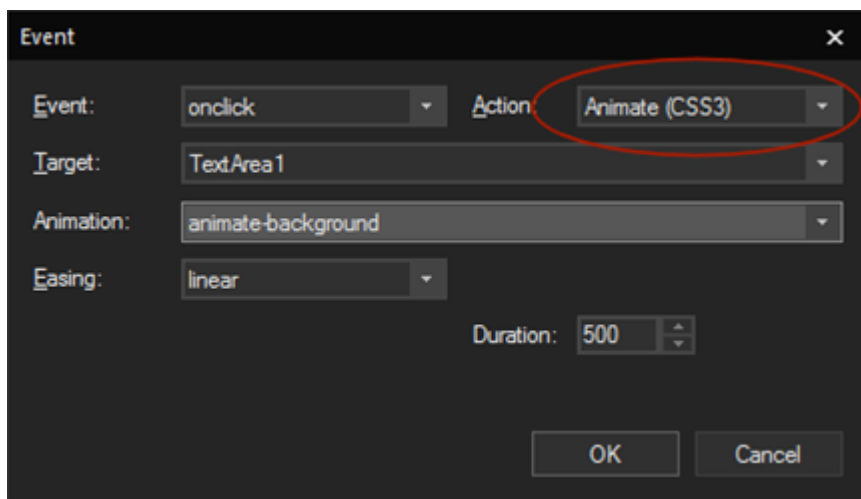 Event
Event: onclick Action: Animate (CSS3)
Target: TextArea1
Animation: animate-background
Easing: linear
Duration: 500
OK Cancel